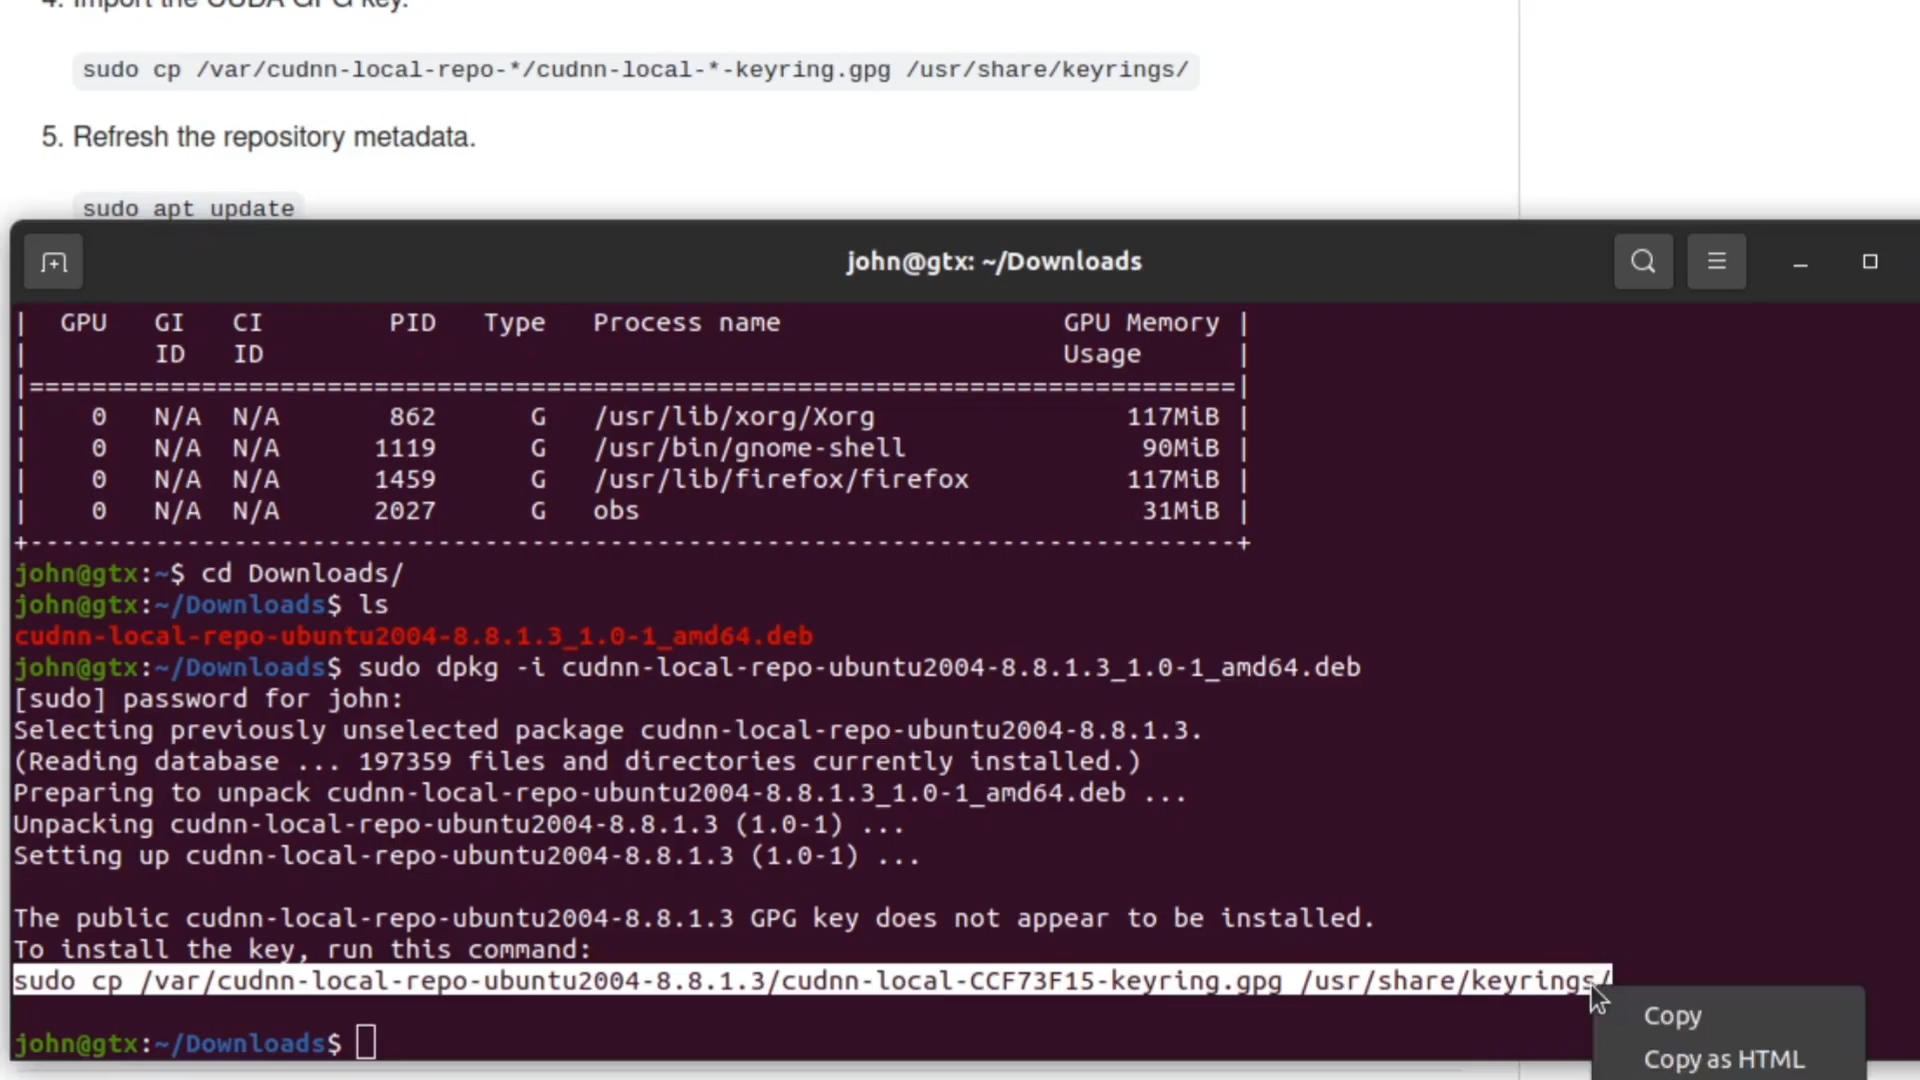 4. Import the CUDA GPG key.
sudo cp /var/cudnn-local-repo-*/cudnn-local-*-keyring.gpg /usr/share/keyrings/
5. Refresh the repository metadata.
sudo apt update
john@gtx: ~/Downloads
|  GPU   GI   CI        PID   Type   Process name                  GPU Memory |
|        ID   ID                                                   Usage      |
|=============================================================================|
|    0   N/A  N/A       862      G   /usr/lib/xorg/Xorg                117MiB |
|    0   N/A  N/A      1119      G   /usr/bin/gnome-shell               90MiB |
|    0   N/A  N/A      1459      G   /usr/lib/firefox/firefox          117MiB |
|    0   N/A  N/A      2027      G   obs                                31MiB |
+-----------------------------------------------------------------------------+
john@gtx:~$ cd Downloads/
john@gtx:~/Downloads$ ls
cudnn-local-repo-ubuntu2004-8.8.1.3_1.0-1_amd64.deb
john@gtx:~/Downloads$ sudo dpkg -i cudnn-local-repo-ubuntu2004-8.8.1.3_1.0-1_amd64.deb
[sudo] password for john:
Selecting previously unselected package cudnn-local-repo-ubuntu2004-8.8.1.3.
(Reading database ... 197359 files and directories currently installed.)
Preparing to unpack cudnn-local-repo-ubuntu2004-8.8.1.3_1.0-1_amd64.deb ...
Unpacking cudnn-local-repo-ubuntu2004-8.8.1.3 (1.0-1) ...
Setting up cudnn-local-repo-ubuntu2004-8.8.1.3 (1.0-1) ...
The public cudnn-local-repo-ubuntu2004-8.8.1.3 GPG key does not appear to be installed.
To install the key, run this command:
sudo cp /var/cudnn-local-repo-ubuntu2004-8.8.1.3/cudnn-local-CCF73F15-keyring.gpg /usr/share/keyrings/
john@gtx:~/Downloads$
Copy
Copy as HTML